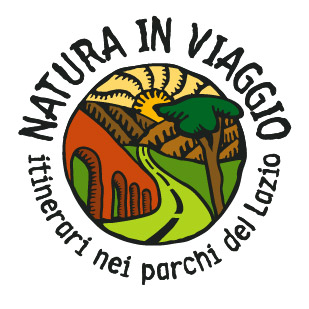 NATURA IN VIAGGIO
itinerari nei parchi del Lazio